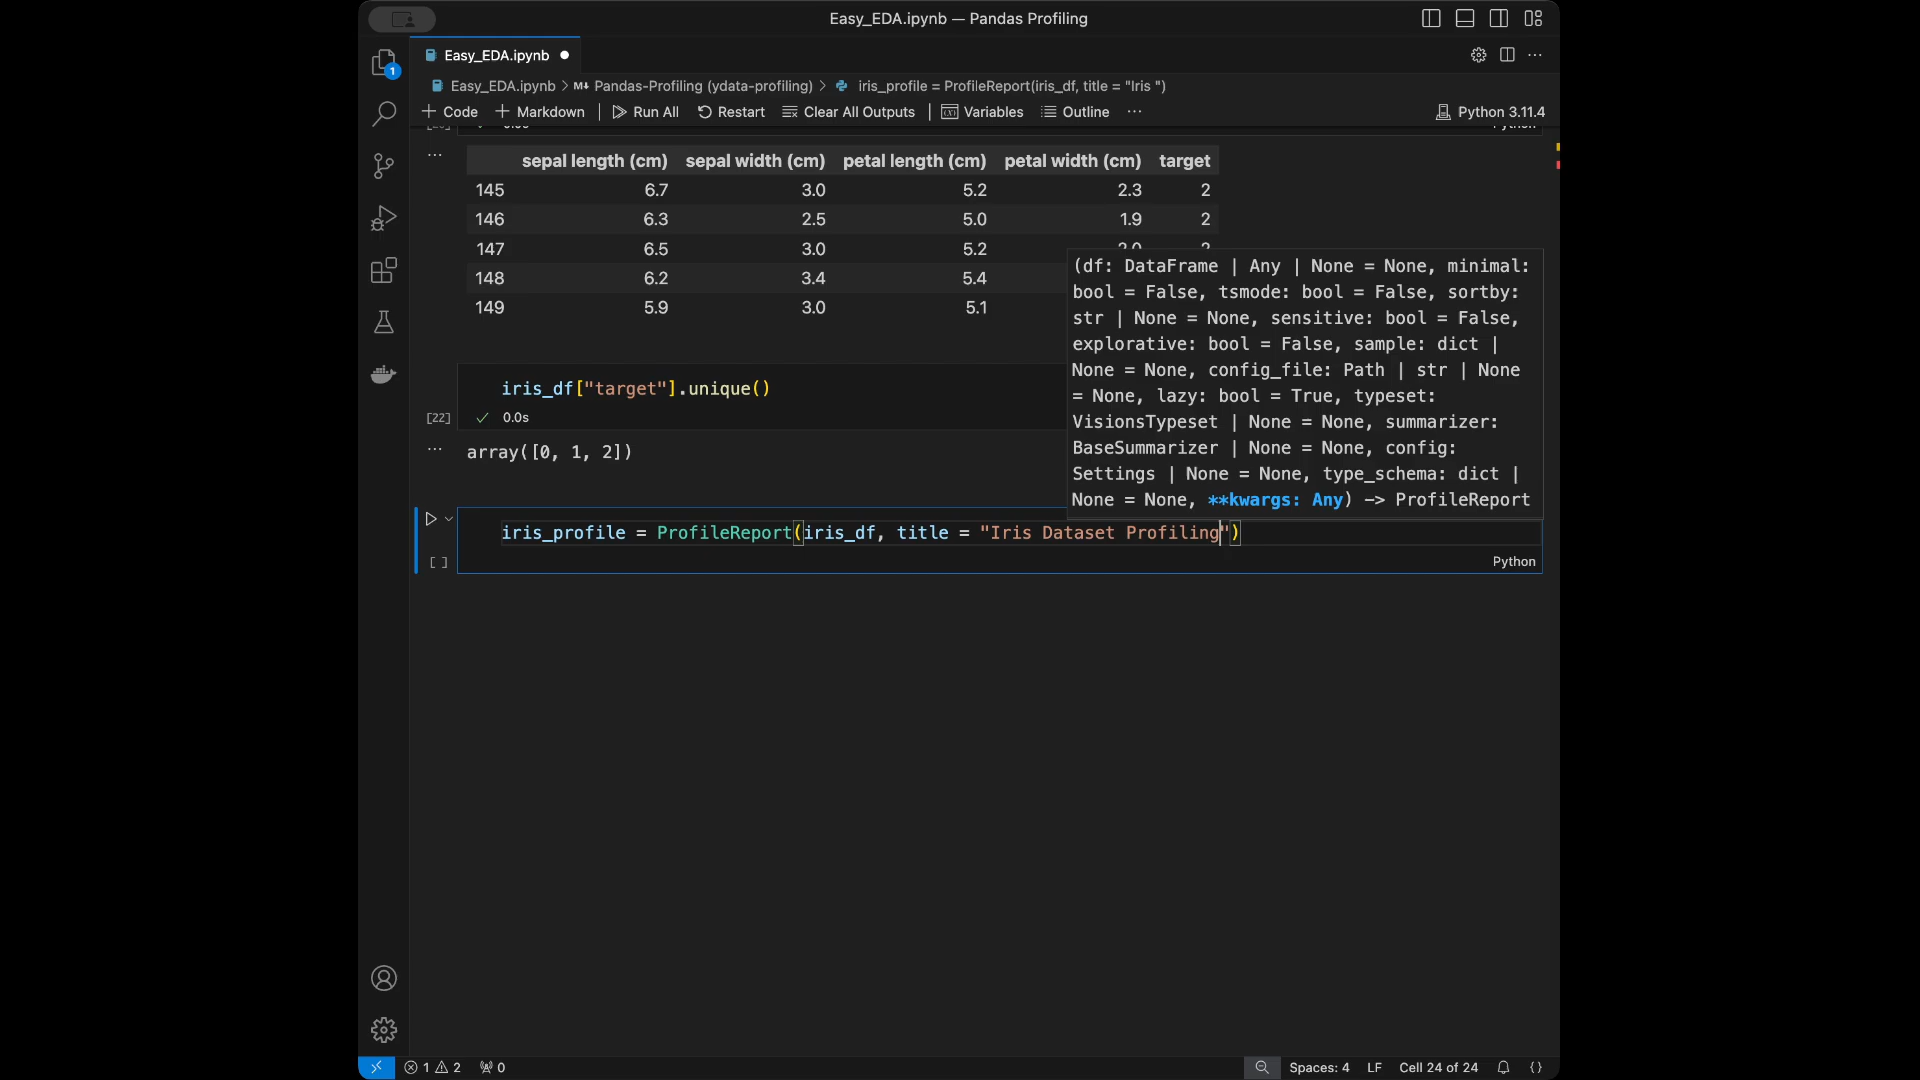 Easy_EDA.ipynb — Pandas Profiling
1
Easy_EDA.ipynb
Easy_EDA.ipynb > M↓ Pandas-Profiling (ydata-profiling) > iris_profile = ProfileReport(iris_df, title = "Iris ")
+ Code + Markdown | Run All Restart Clear All Outputs | Variables Outline ... Python 3.11.4
... sepal length (cm) sepal width (cm) petal length (cm) petal width (cm) target
145 6.7 3.0 5.2 2.3 2
146 6.3 2.5 5.0 1.9 2
147 6.5 3.0 5.2 2.0 2
148 6.2 3.4 5.4
149 5.9 3.0 5.1
(df: DataFrame | Any | None = None, minimal:
bool = False, tsmode: bool = False, sortby:
str | None = None, sensitive: bool = False,
explorative: bool = False, sample: dict |
None = None, config_file: Path | str | None
= None, lazy: bool = True, typeset:
VisionsTypeset | None = None, summarizer:
BaseSummarizer | None = None, config:
Settings | None = None, type_schema: dict |
None = None, **kwargs: Any) -> ProfileReport
iris_df["target"].unique()
[22] ✓ 0.0s
... array([0, 1, 2])
iris_profile = ProfileReport(iris_df, title = "Iris Dataset Profiling")
[ ] Python
1 2 0 Spaces: 4 LF Cell 24 of 24 {}